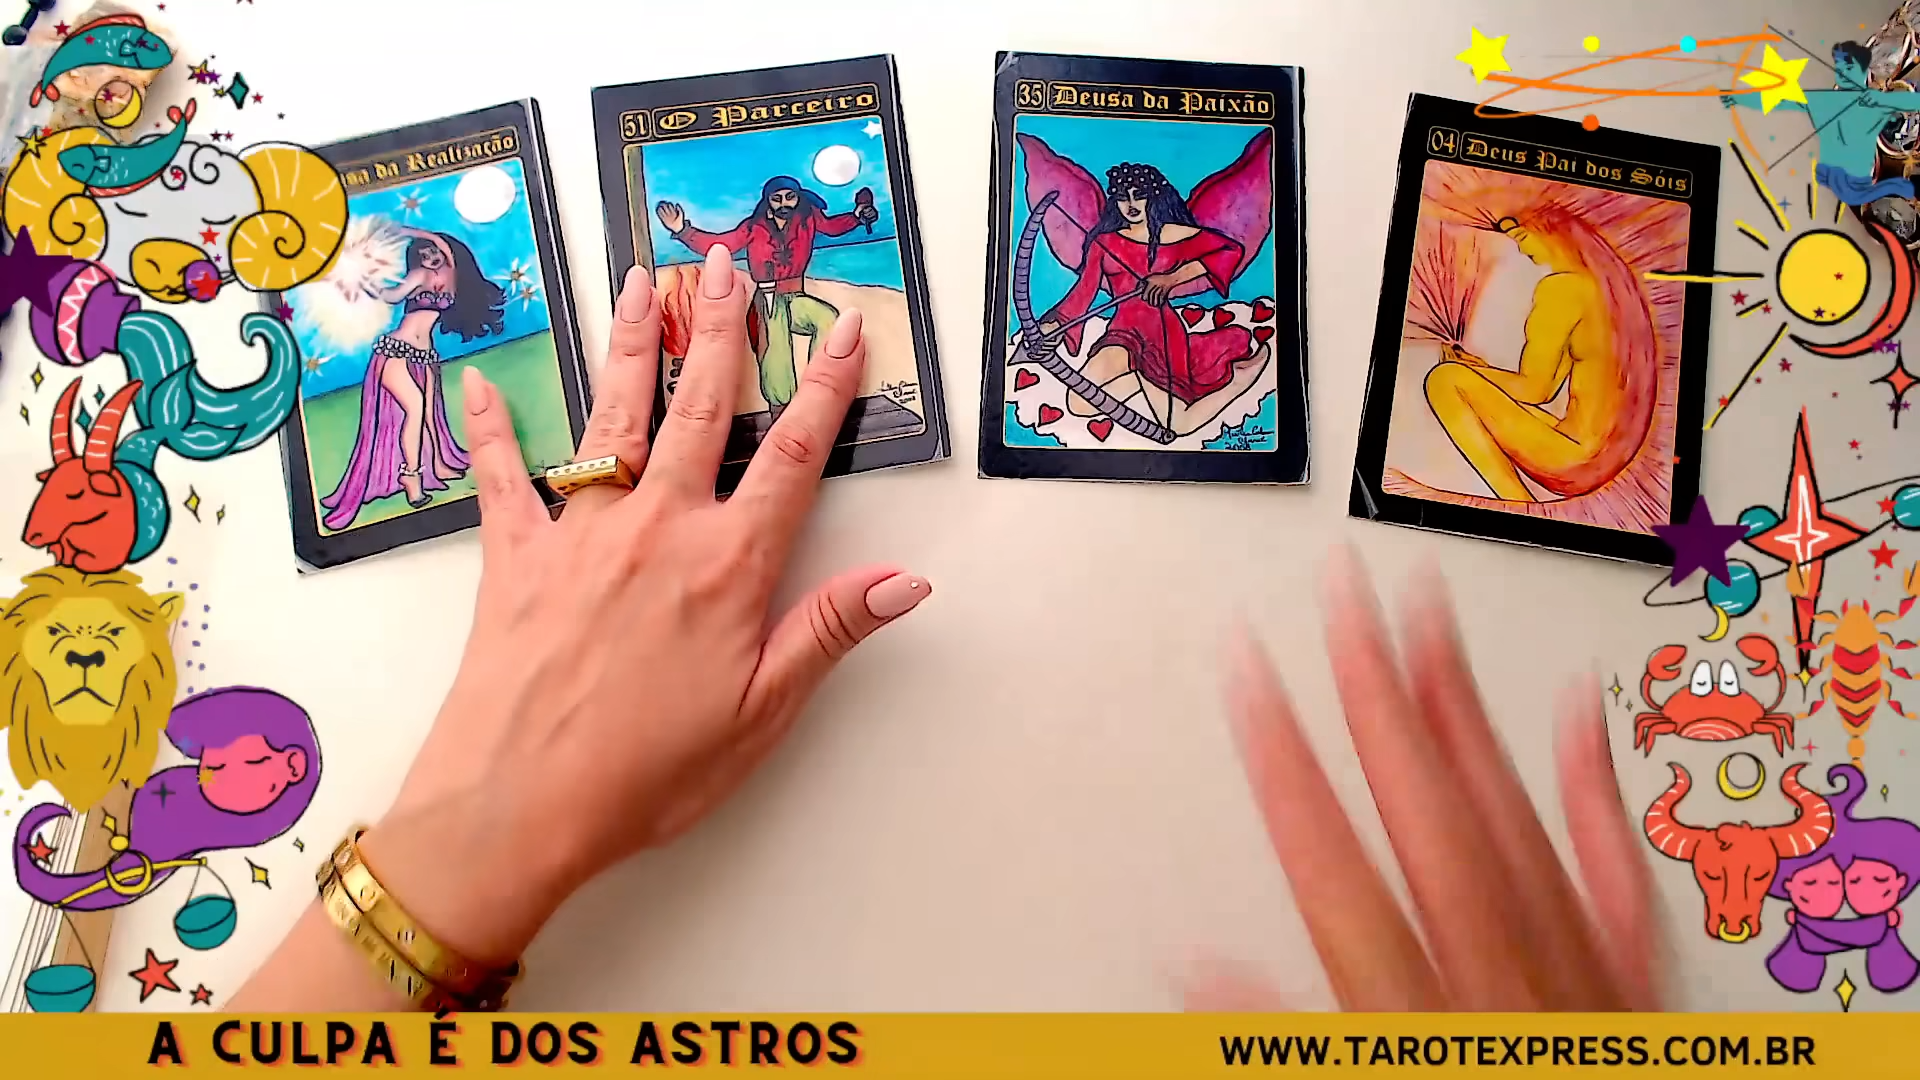 da Realização
51 O Parceiro
35 Deusa da Paixão
04 Deus Pai dos Sóis
A CULPA É DOS ASTROS
WWW.TAROTEXPRESS.COM.BR